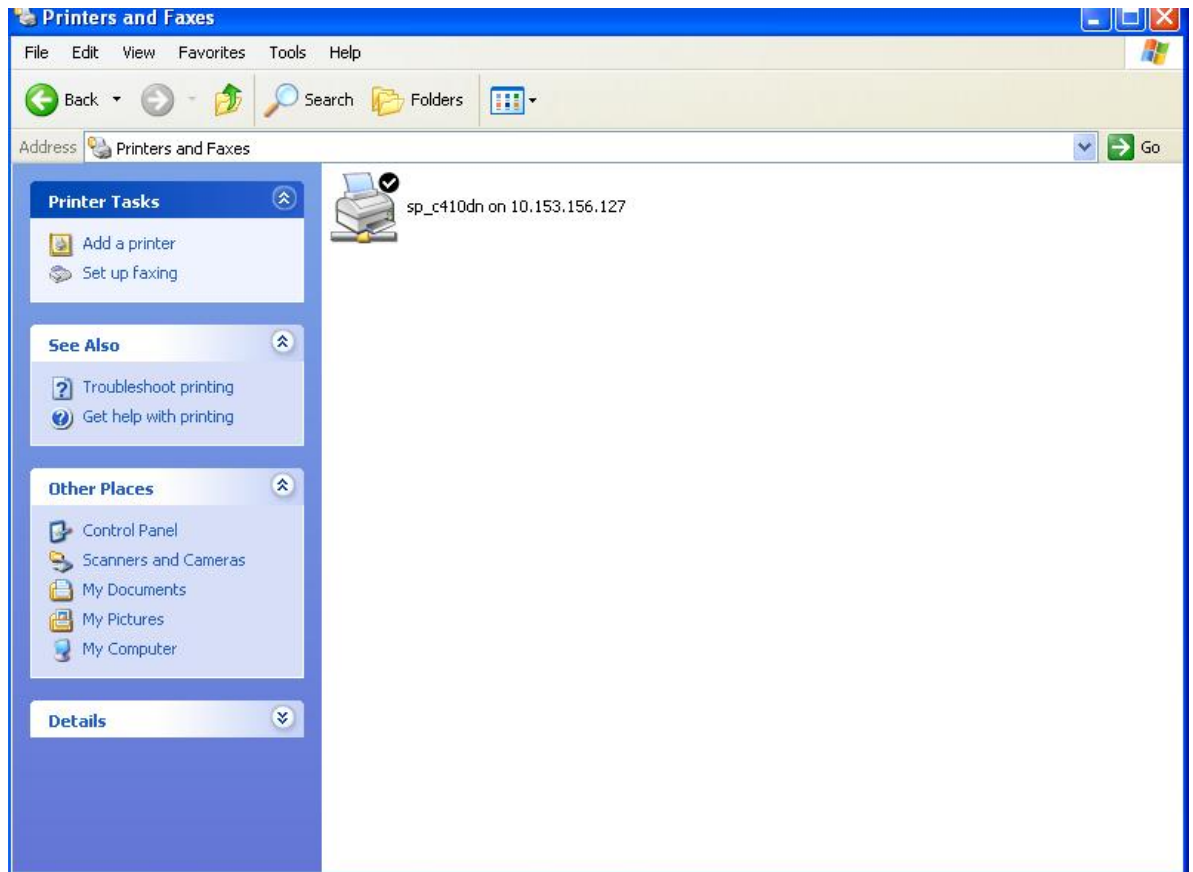 Printers and Faxes
File Edit View Favorites Tools Help
Back Search Folders
Address Printers and Faxes Go
Printer Tasks
Add a printer
Set up faxing
See Also
Troubleshoot printing
Get help with printing
Other Places
Control Panel
Scanners and Cameras
My Documents
My Pictures
My Computer
Details
sp_c410dn on 10.153.156.127